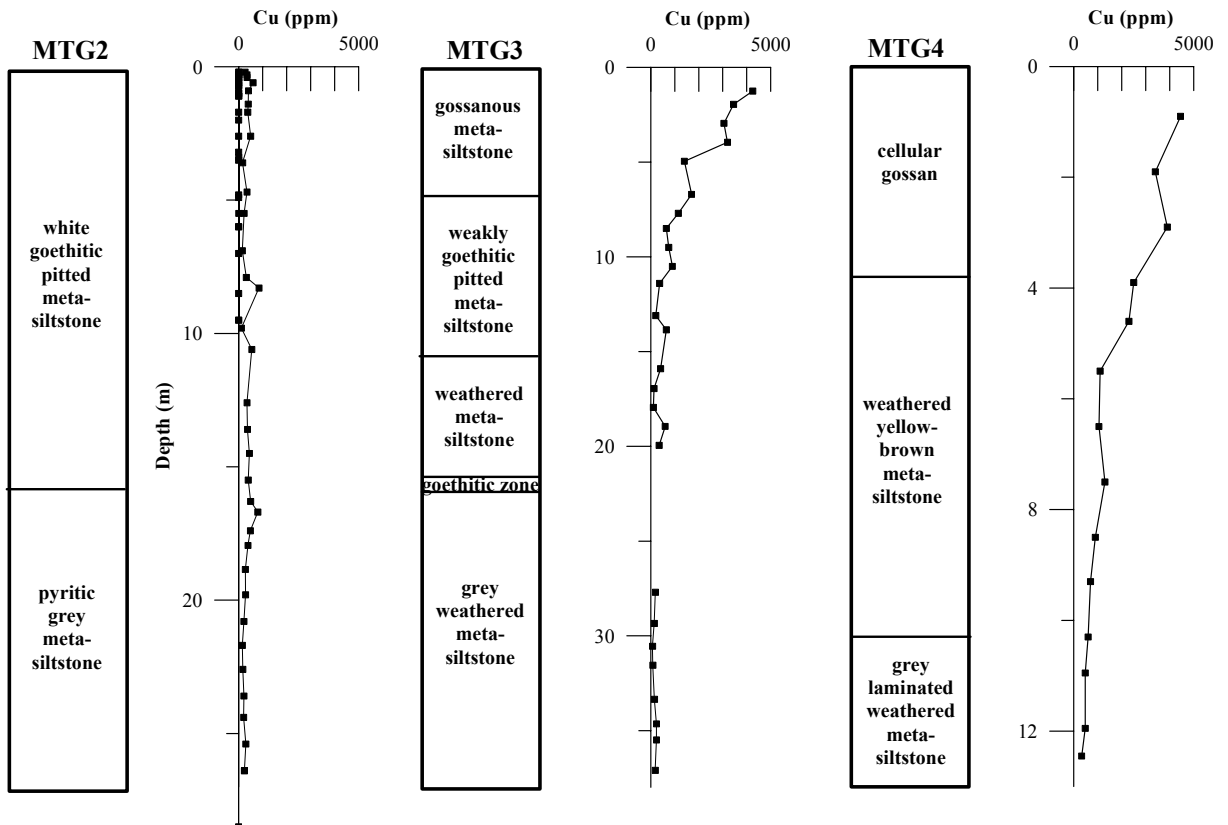 MTG2
Cu (ppm)
0 5000
0
10
20
Depth (m)
white
goethitic
pitted
meta-
siltstone
pyritic
grey
meta-
siltstone
MTG3
Cu (ppm)
0 5000
0
10
20
30
gossanous
meta-
siltstone
weakly
goethitic
pitted
meta-
siltstone
weathered
meta-
siltstone
goethitic zone
grey
weathered
meta-
siltstone
MTG4
Cu (ppm)
0 5000
0
4
8
12
cellular
gossan
weathered
yellow-
brown
meta-
siltstone
grey
laminated
weathered
meta-
siltstone